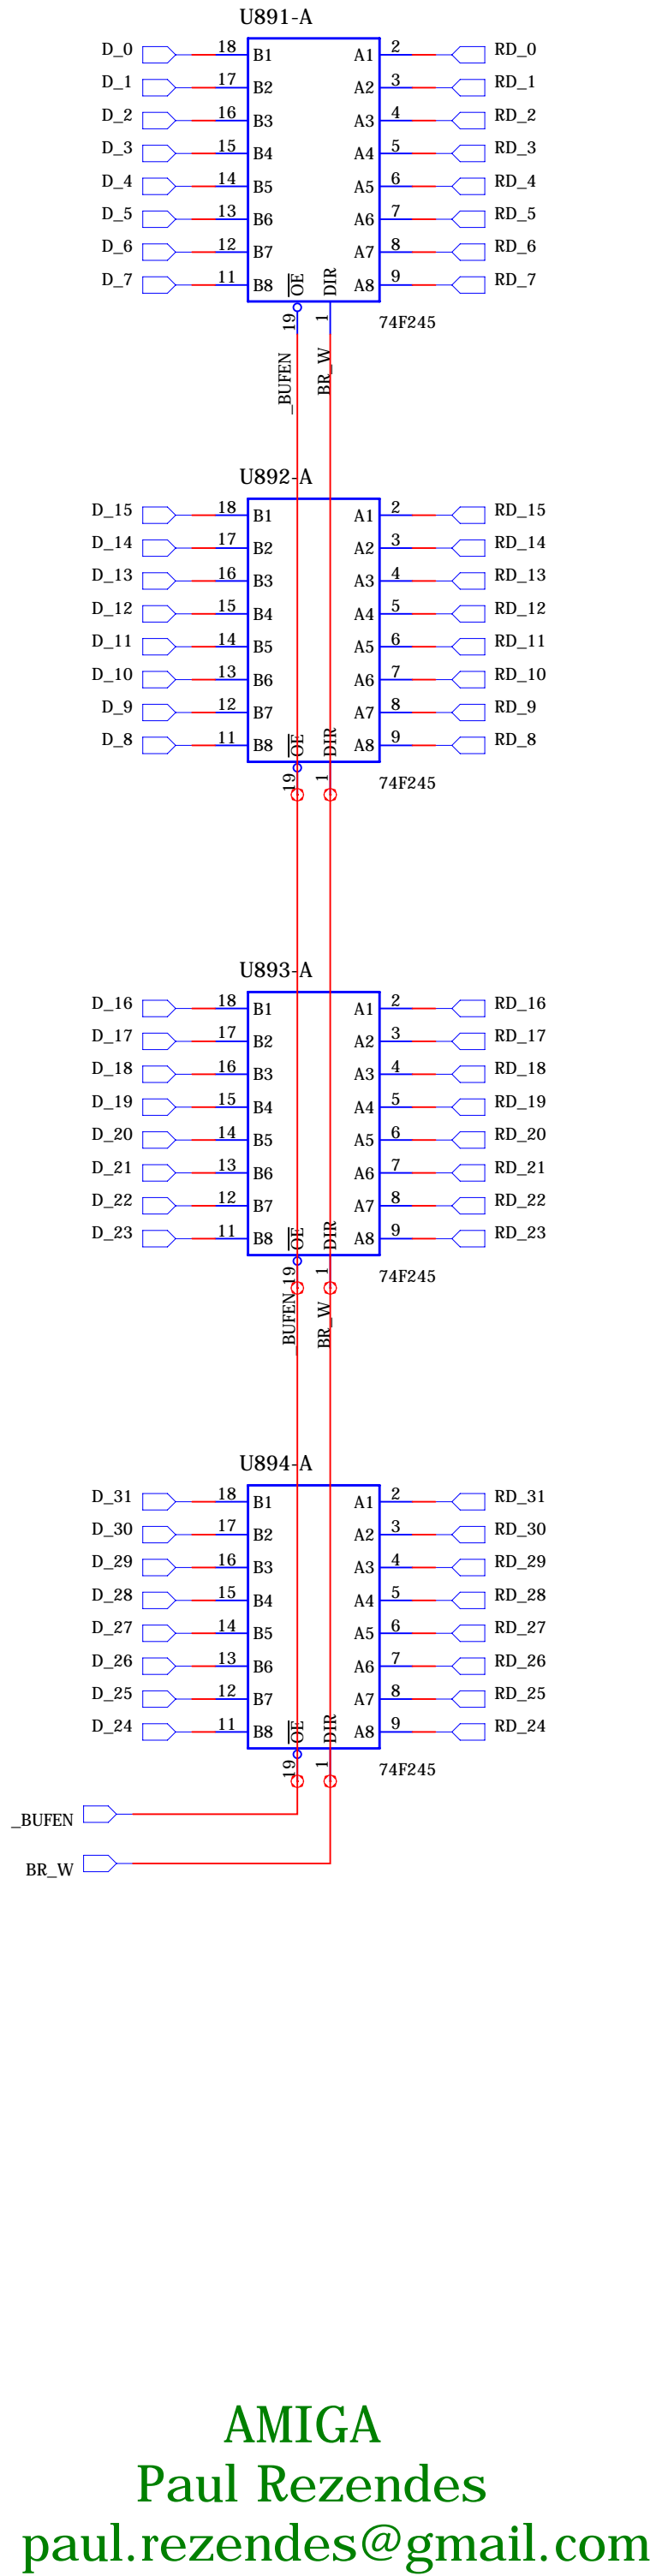 U891-A
D_0 18 B1 A1 2 RD_0
D_1 17 B2 A2 3 RD_1
D_2 16 B3 A3 4 RD_2
D_3 15 B4 A4 5 RD_3
D_4 14 B5 A5 6 RD_4
D_5 13 B6 A6 7 RD_5
D_6 12 B7 A7 8 RD_6
D_7 11 B8 OE DIR A8 9 RD_7
19 1 74F245
_BUFEN BR_W
U892-A
D_15 18 B1 A1 2 RD_15
D_14 17 B2 A2 3 RD_14
D_13 16 B3 A3 4 RD_13
D_12 15 B4 A4 5 RD_12
D_11 14 B5 A5 6 RD_11
D_10 13 B6 A6 7 RD_10
D_9 12 B7 A7 8 RD_9
D_8 11 B8 OE DIR A8 9 RD_8
19 1 74F245
U893-A
D_16 18 B1 A1 2 RD_16
D_17 17 B2 A2 3 RD_17
D_18 16 B3 A3 4 RD_18
D_19 15 B4 A4 5 RD_19
D_20 14 B5 A5 6 RD_20
D_21 13 B6 A6 7 RD_21
D_22 12 B7 A7 8 RD_22
D_23 11 B8 OE DIR A8 9 RD_23
19 1 74F245
_BUFEN BR_W
U894-A
D_31 18 B1 A1 2 RD_31
D_30 17 B2 A2 3 RD_30
D_29 16 B3 A3 4 RD_29
D_28 15 B4 A4 5 RD_28
D_27 14 B5 A5 6 RD_27
D_26 13 B6 A6 7 RD_26
D_25 12 B7 A7 8 RD_25
D_24 11 B8 OE DIR A8 9 RD_24
19 1 74F245
_BUFEN
BR_W
AMIGA
Paul Rezendes
paul.rezendes@gmail.com